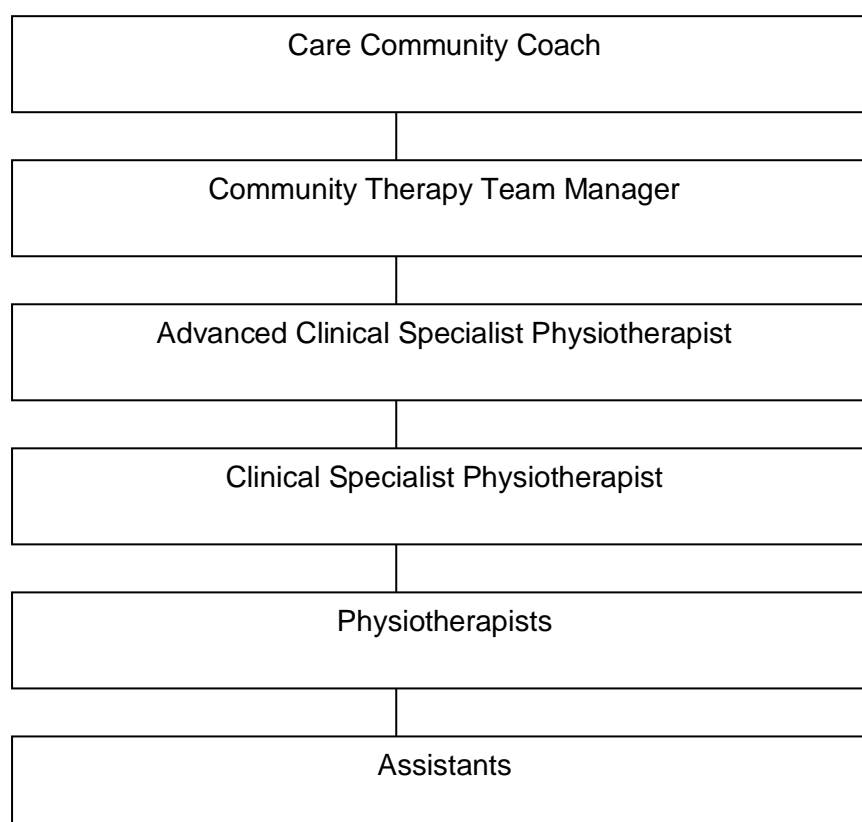 Care Community Coach
Community Therapy Team Manager
Advanced Clinical Specialist Physiotherapist
Clinical Specialist Physiotherapist
Physiotherapists
Assistants